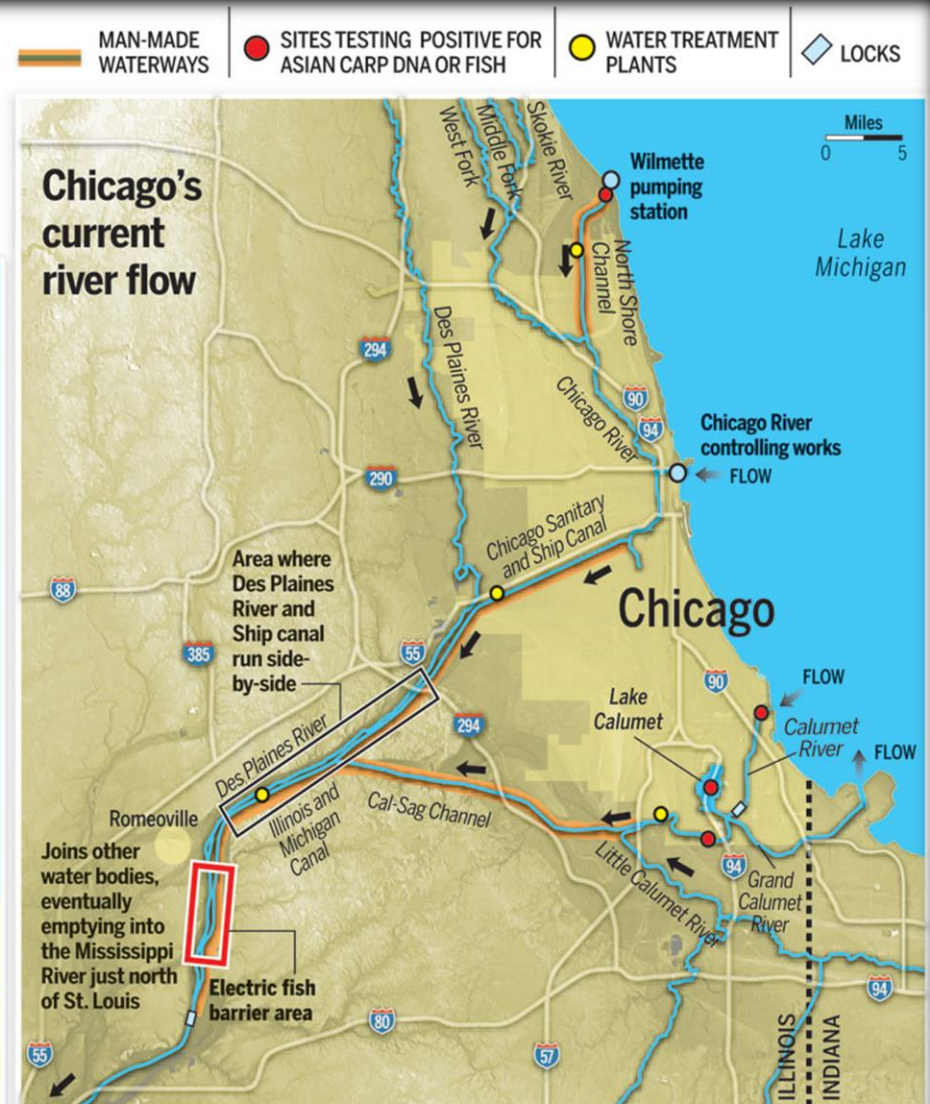 MAN-MADE
WATERWAYS
SITES TESTING POSITIVE FOR
ASIAN CARP DNA OR FISH
WATER TREATMENT
PLANTS
LOCKS
Chicago's
current
river flow
West Fork
Middle Fork
Skokie River
Miles
0 5
Wilmette
pumping
station
Lake
Michigan
North Shore
Channel
Des Plaines River
294
Chicago River
90
94
Chicago River
controlling works
FLOW
290
Chicago Sanitary
and Ship Canal
88
Area where
Des Plaines
River and
Ship canal
run side-
by-side
385
55
Chicago
90
FLOW
Lake
Calumet
Calumet
River
FLOW
294
Des Plaines River
Illinois and
Michigan
Canal
Cal-Sag Channel
Romeoville
Little Calumet River
94
Grand
Calumet
River
Joins other
water bodies,
eventually
emptying into
the Mississippi
River just north
of St. Louis
Electric fish
barrier area
94
80
55
57
ILLINOIS
INDIANA